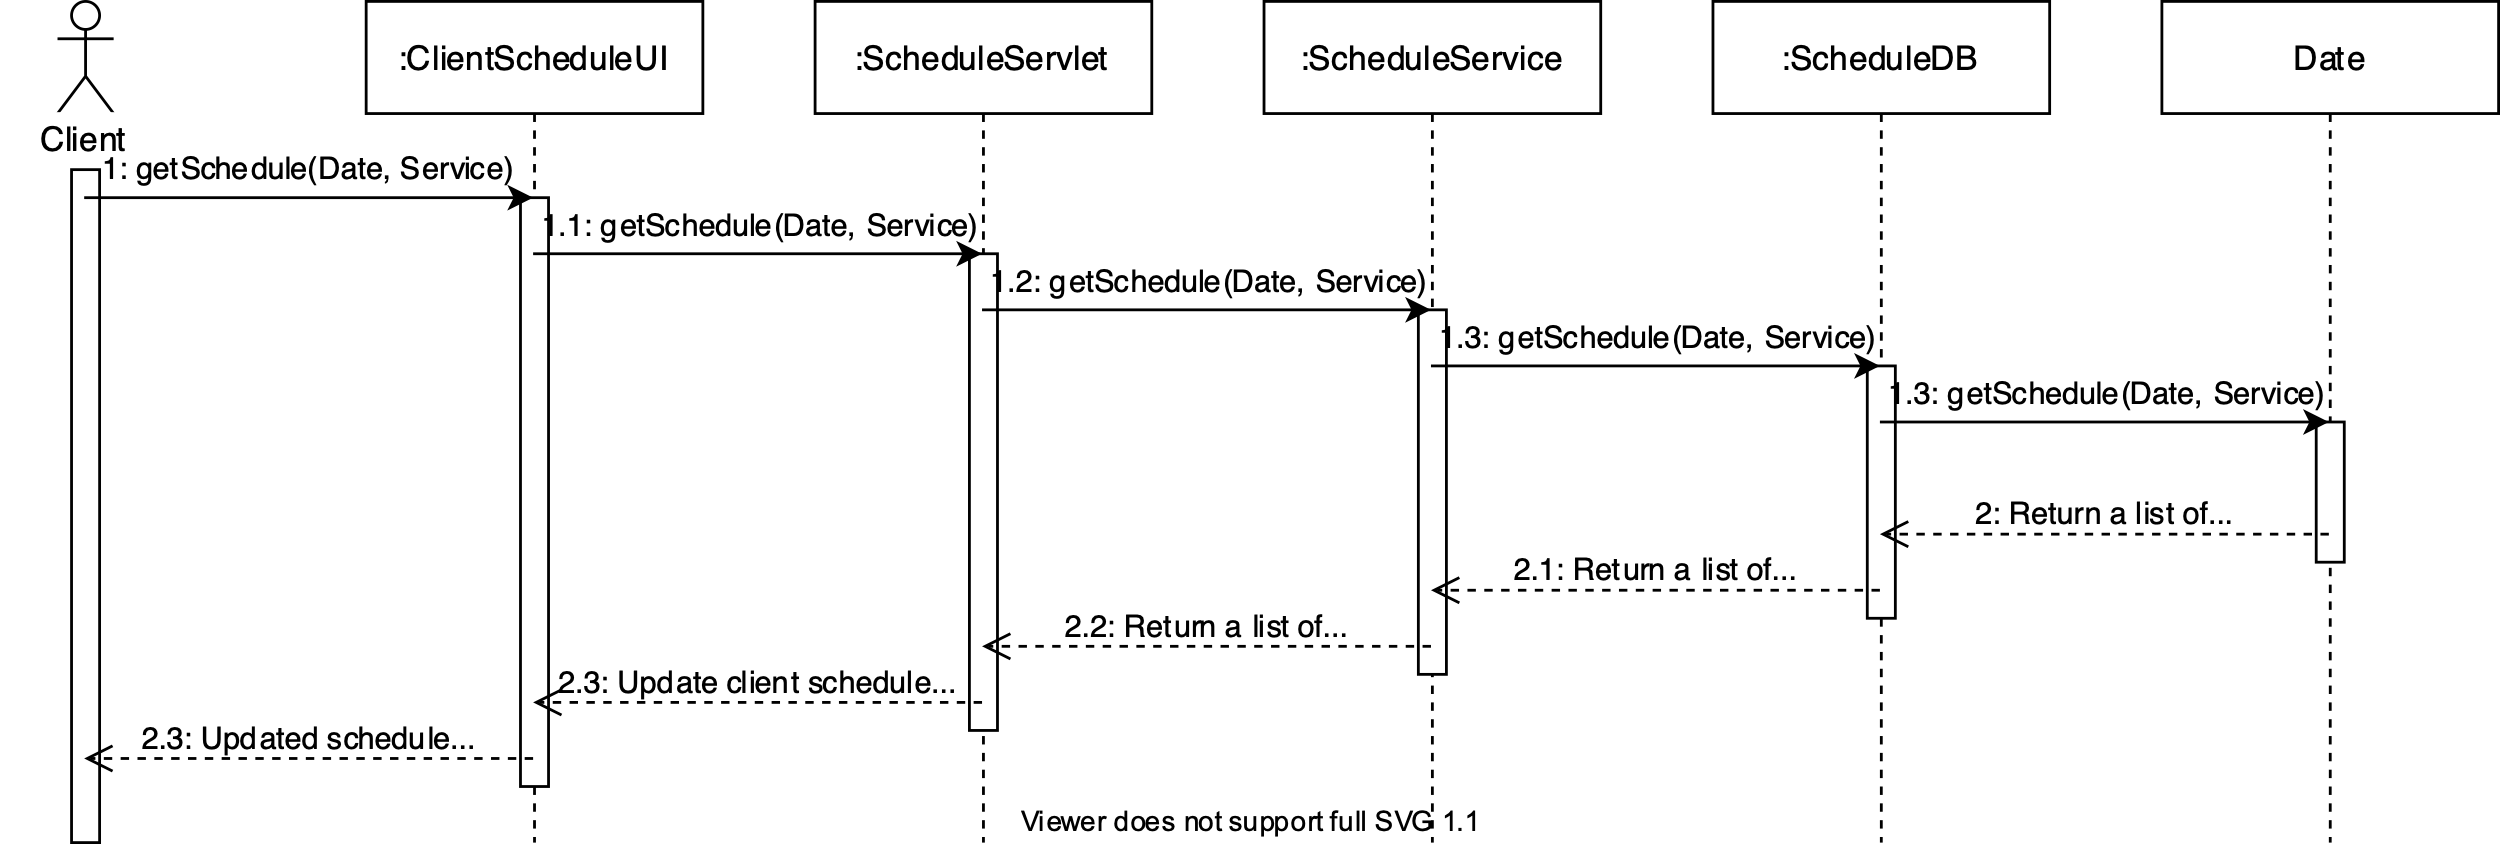 :ClientScheduleUI
:ScheduleServlet
:ScheduleService
:ScheduleDB
Date
Client
1: getSchedule(Date, Service)
1.1: getSchedule(Date, Service)
1.2: getSchedule(Date, Service)
1.3: getSchedule(Date, Service)
1.3: getSchedule(Date, Service)
2: Return a list of...
2.1: Return a list of...
2.2: Return a list of...
2.3: Update client schedule...
2.3: Updated schedule...
Viewer does not support full SVG 1.1